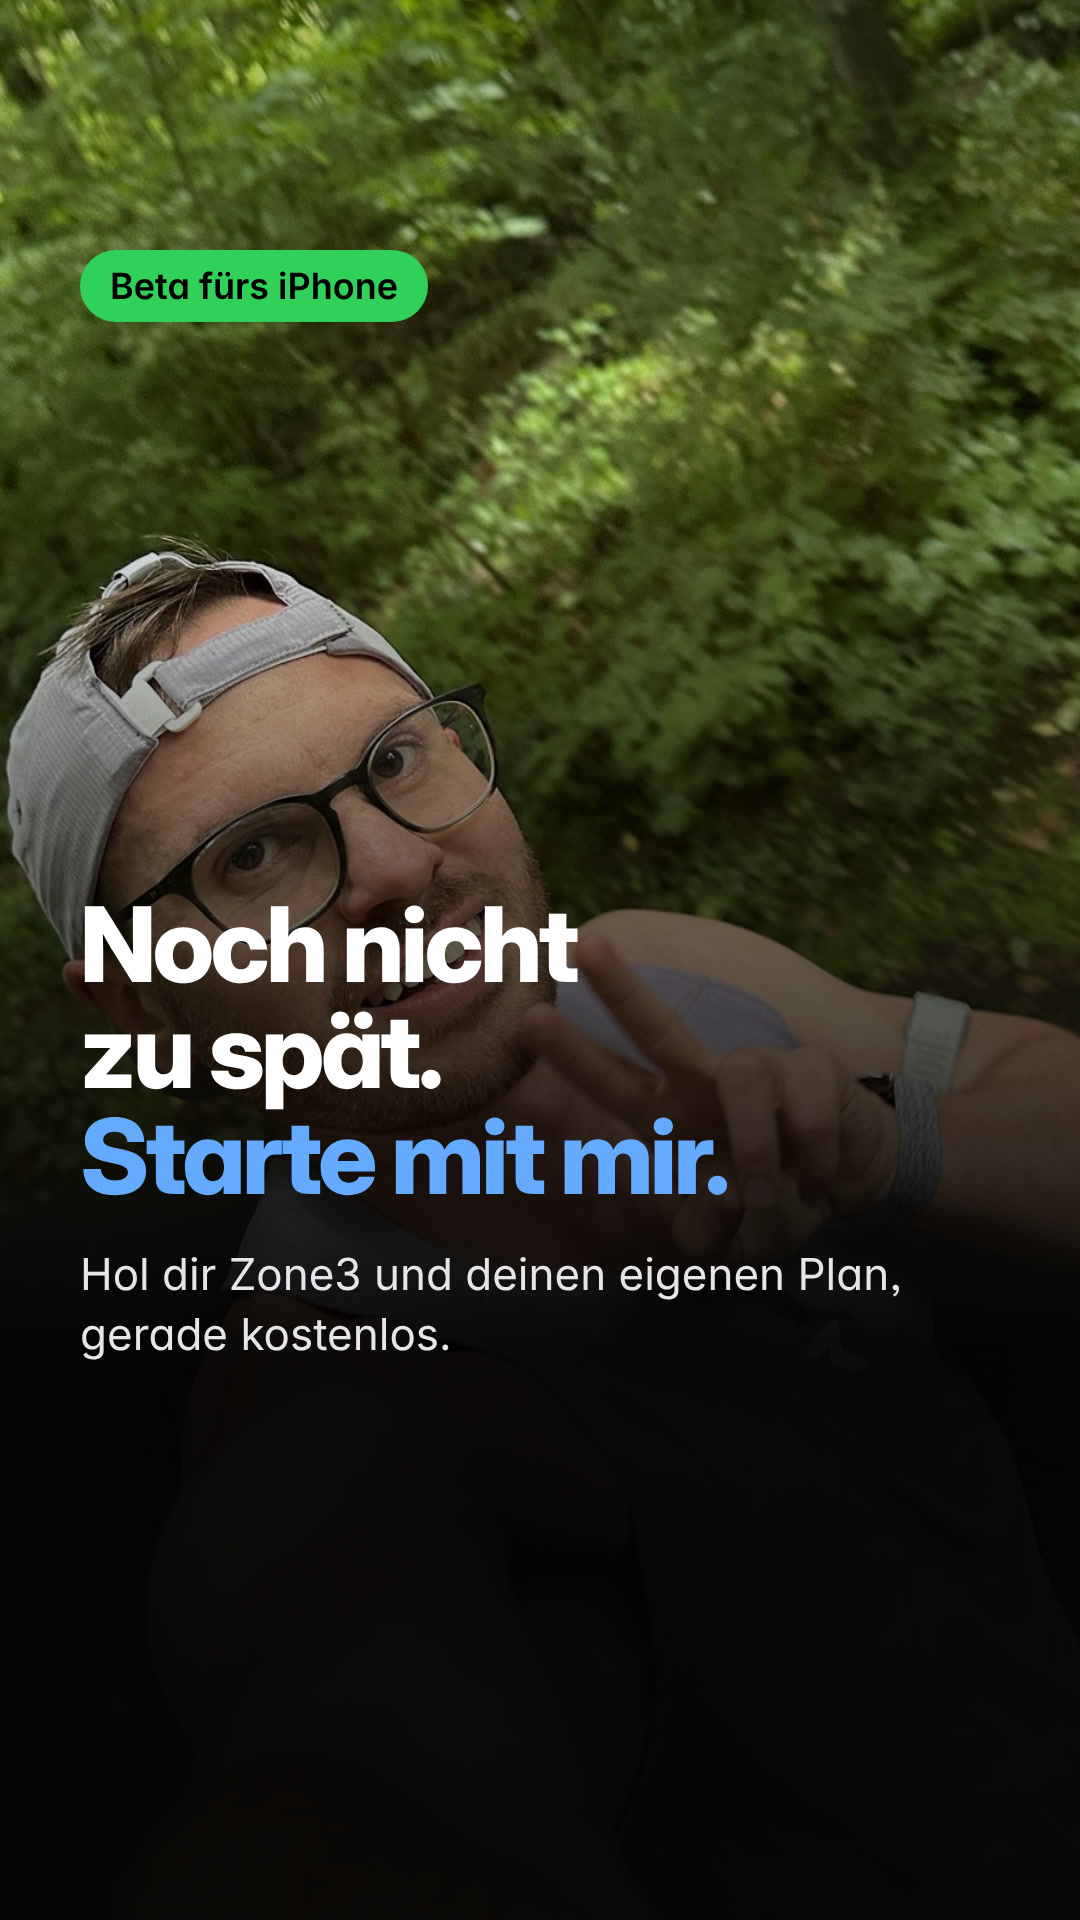 Beta fürs iPhone
Noch nicht
zu spät.
Starte mit mir.
Hol dir Zone3 und deinen eigenen Plan,
gerade kostenlos.